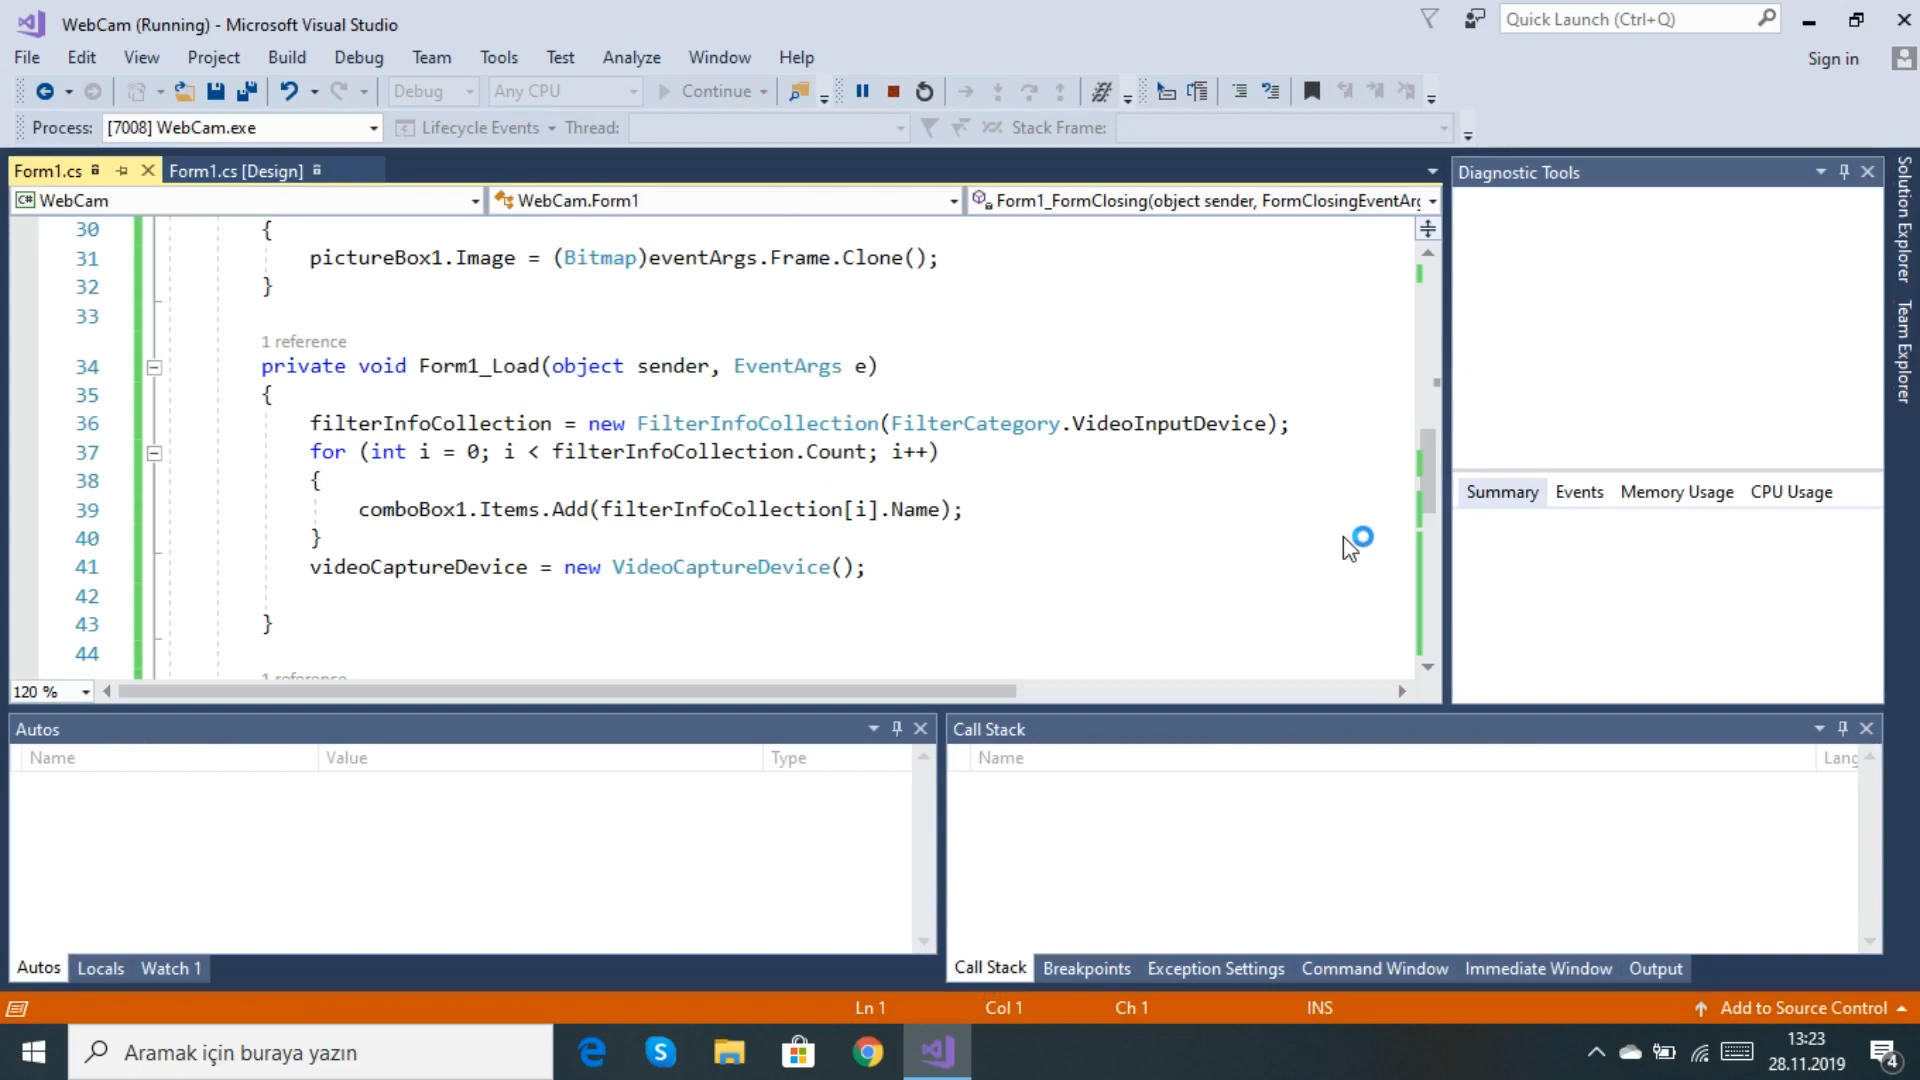 WebCam (Running) - Microsoft Visual Studio
Quick Launch (Ctrl+Q)
File Edit View Project Build Debug Team Tools Test Analyze Window Help
Sign in
Debug Any CPU Continue
Process: [7008] WebCam.exe Lifecycle Events Thread: Stack Frame:
Form1.cs Form1.cs [Design]
C# WebCam WebCam.Form1 Form1_FormClosing(object sender, FormClosingEventArg
30 {
31 pictureBox1.Image = (Bitmap)eventArgs.Frame.Clone();
32 }
33
1 reference
34 private void Form1_Load(object sender, EventArgs e)
35 {
36 filterInfoCollection = new FilterInfoCollection(FilterCategory.VideoInputDevice);
37 for (int i = 0; i < filterInfoCollection.Count; i++)
38 {
39 comboBox1.Items.Add(filterInfoCollection[i].Name);
40 }
41 videoCaptureDevice = new VideoCaptureDevice();
42
43 }
44
1 reference
120 %
Diagnostic Tools
Summary Events Memory Usage CPU Usage
Solution Explorer
Team Explorer
Autos
Name Value Type
Autos Locals Watch 1
Call Stack
Name Lang
Call Stack Breakpoints Exception Settings Command Window Immediate Window Output
Ln 1 Col 1 Ch 1 INS Add to Source Control
Aramak için buraya yazın
13:23
28.11.2019
4